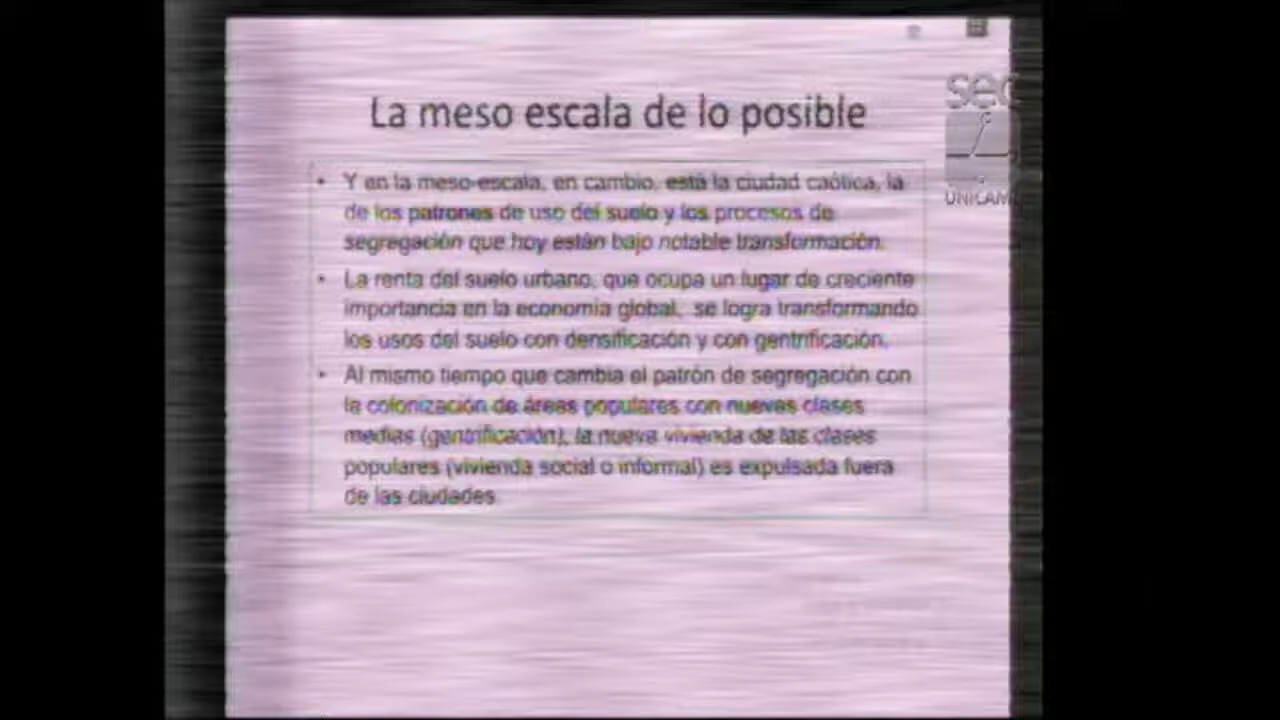 La meso escala de lo posible
sec
UNICAM
• Y en la meso-escala, en cambio, está la ciudad caótica, la
de los patrones de uso del suelo y los procesos de
segregación que hoy están bajo notable transformación.
• La renta del suelo urbano, que ocupa un lugar de creciente
importancia en la economía global, se logra transformando
los usos del suelo con densificación y con gentrificación.
• Al mismo tiempo que cambia el patrón de segregación con
la colonización de áreas populares con nuevas clases
medias (gentrificación), la nueva vivienda de las clases
populares (vivienda social o informal) es expulsada fuera
de las ciudades